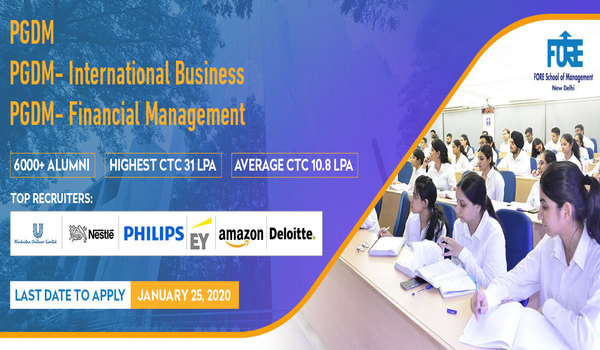 PGDM
PGDM- International Business
PGDM- Financial Management
6000+ ALUMNI
HIGHEST CTC 31 LPA
AVERAGE CTC 10.8 LPA
TOP RECRUITERS:
Hindustan Unilever Limited
Nestlē
PHILIPS
EY
amazon
Deloitte.
LAST DATE TO APPLY
JANUARY 25, 2020
FORE
FORE School of Management
New Delhi